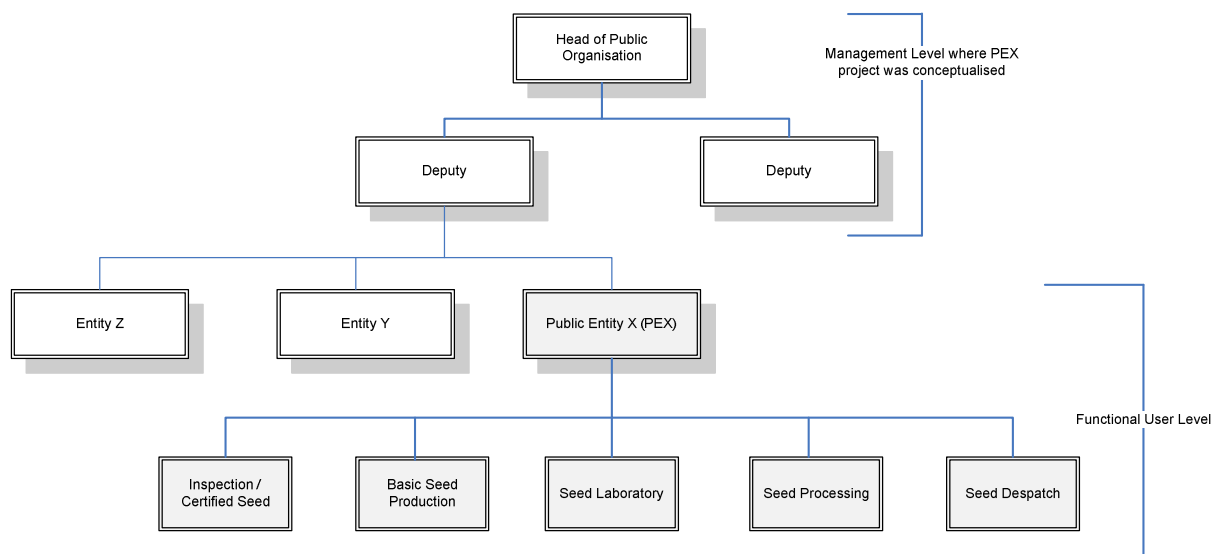 Head of Public
Organisation
Management Level where PEX
project was conceptualised
Deputy
Deputy
Entity Z
Entity Y
Public Entity X (PEX)
Functional User Level
Inspection /
Certified Seed
Basic Seed
Production
Seed Laboratory
Seed Processing
Seed Despatch